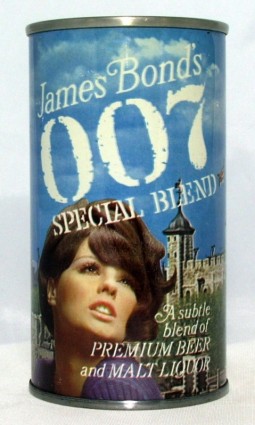 James Bond's
007
SPECIAL BLEND
A subtle
blend of
PREMIUM BEER
and MALT LIQUOR